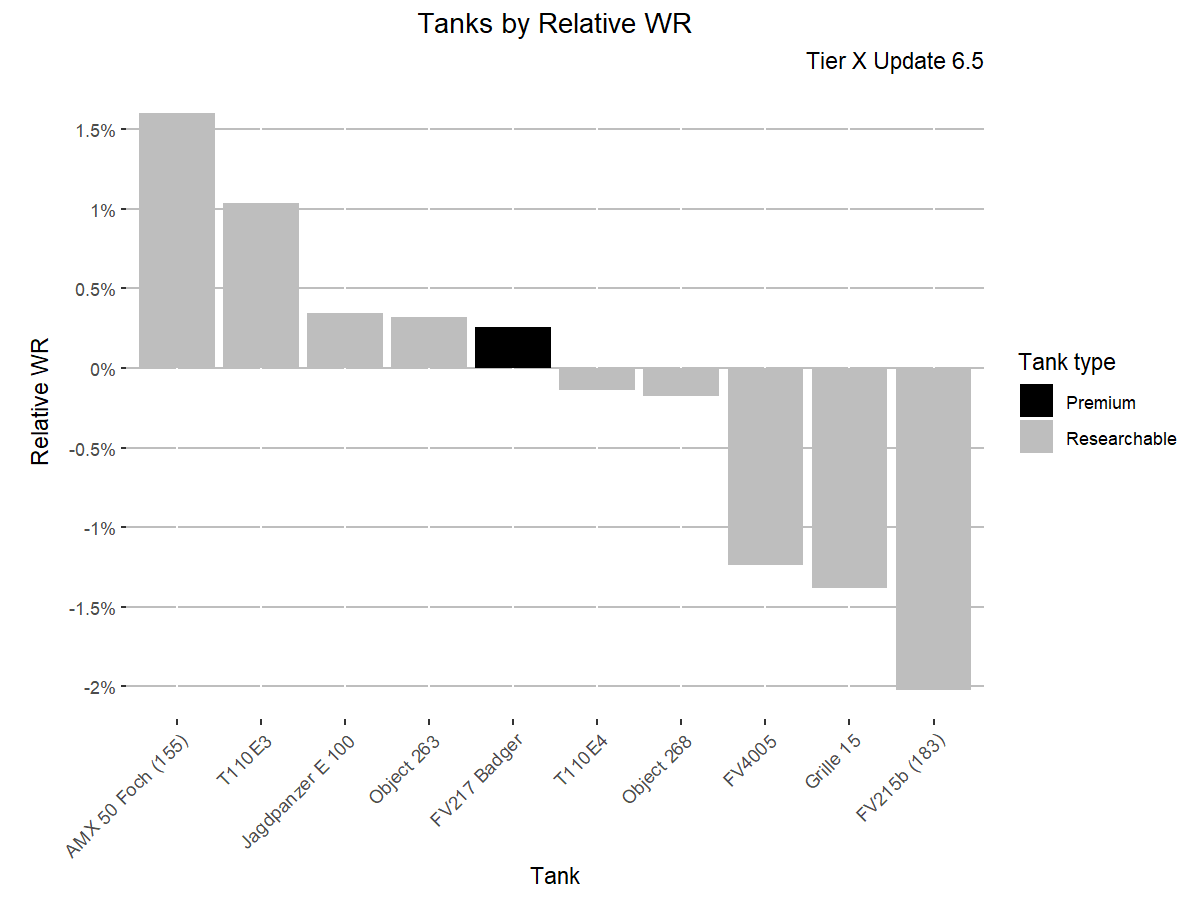 Tanks by Relative WR
Tier X Update 6.5
Relative WR
1.5%
1%
0.5%
0%
-0.5%
-1%
-1.5%
-2%
AMX 50 Foch (155)
T110E3
Jagdpanzer E 100
Object 263
FV217 Badger
T110E4
Object 268
FV4005
Grille 15
FV215b (183)
Tank
Tank type
Premium
Researchable